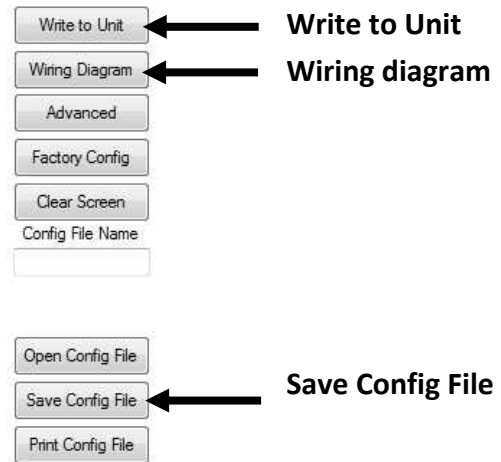 Write to Unit
Write to Unit
Wiring Diagram
Wiring diagram
Advanced
Factory Config
Clear Screen
Config File Name
Open Config File
Save Config File
Save Config File
Print Config File